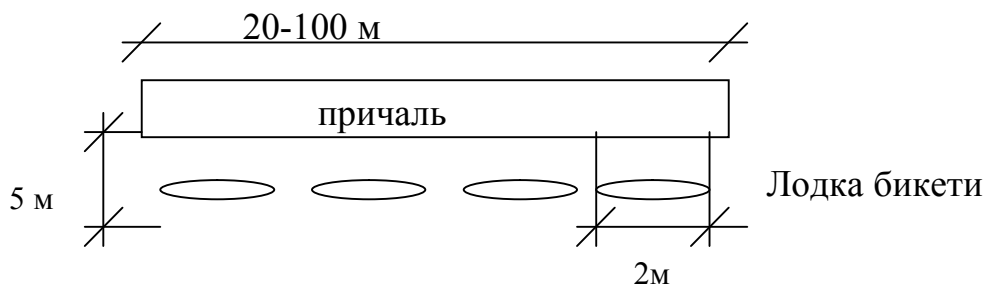 20-100 м
причаль
5 м
Лодка бикети
2м